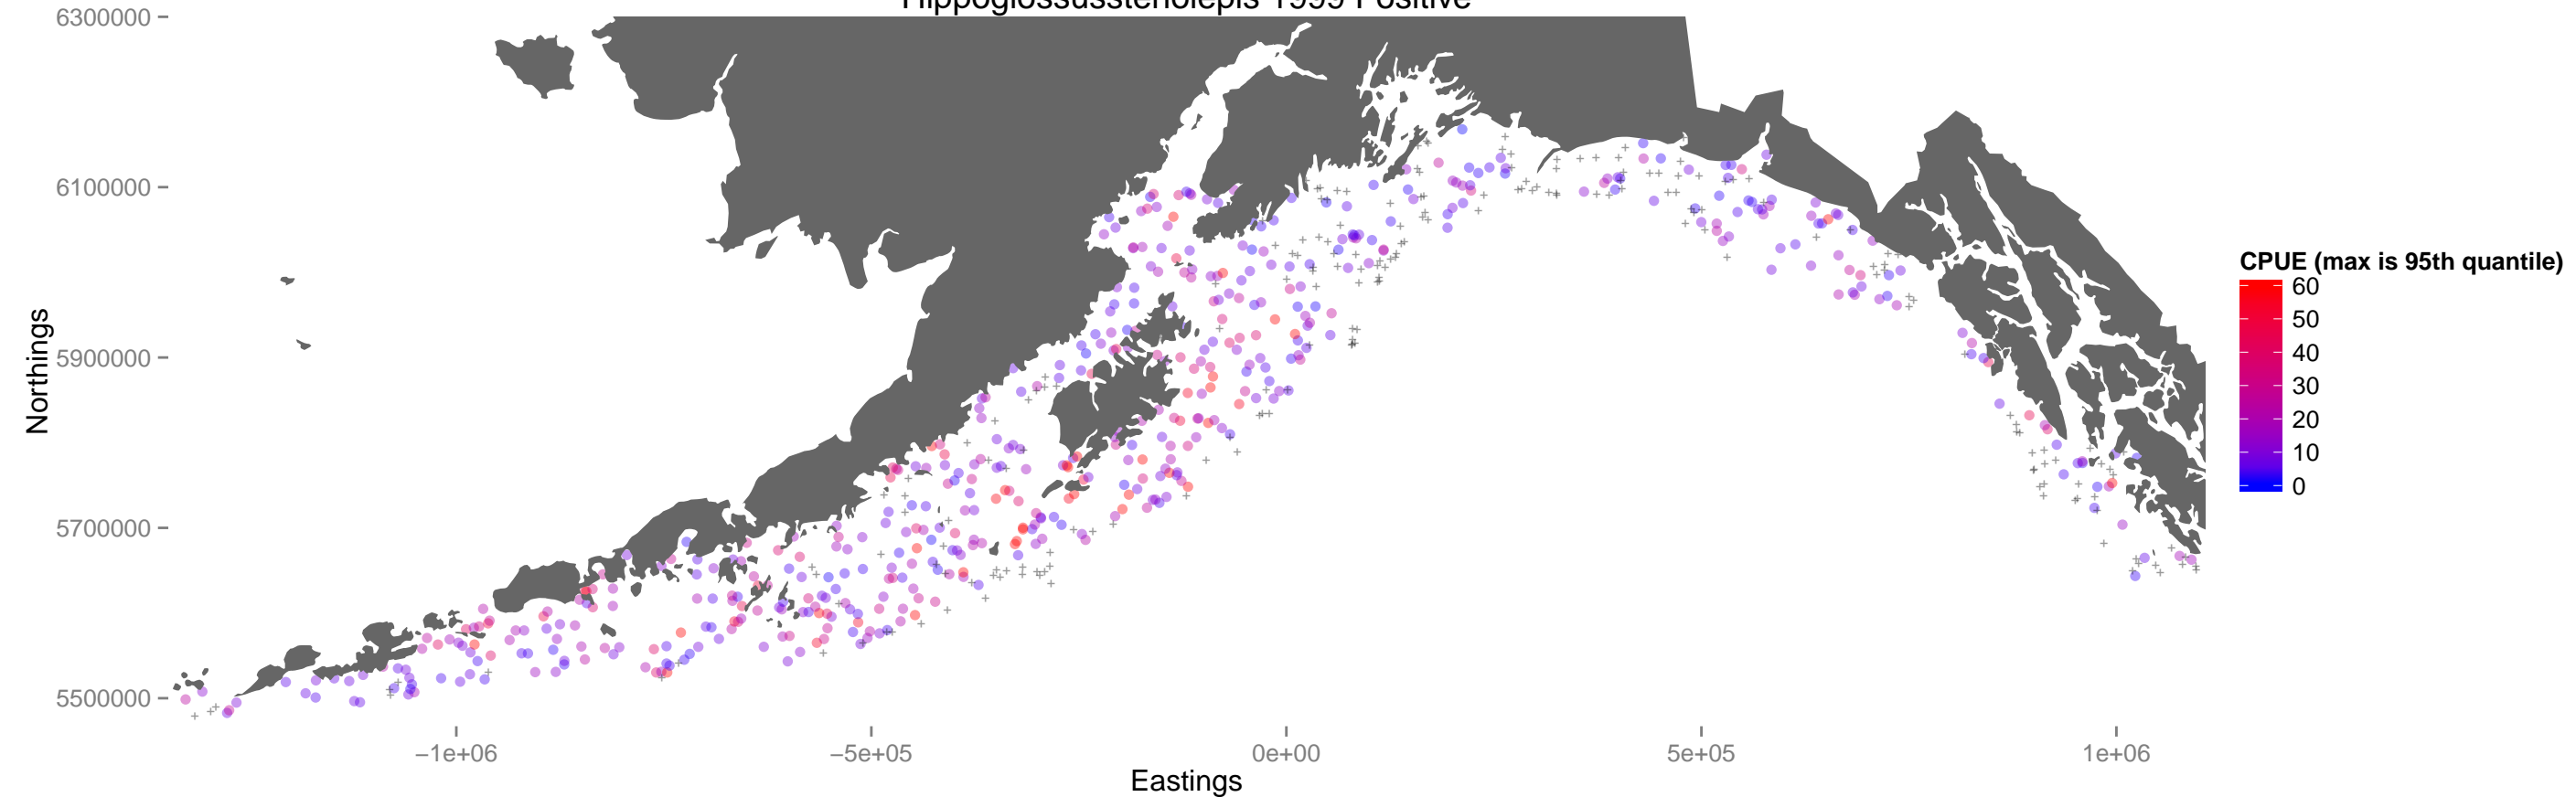 Hippoglossusstenolepis 1999 Positive
6300000
6100000
5900000
5700000
5500000
Northings
−1e+06
−5e+05
0e+00
5e+05
1e+06
Eastings
CPUE (max is 95th quantile)
60
50
40
30
20
10
0